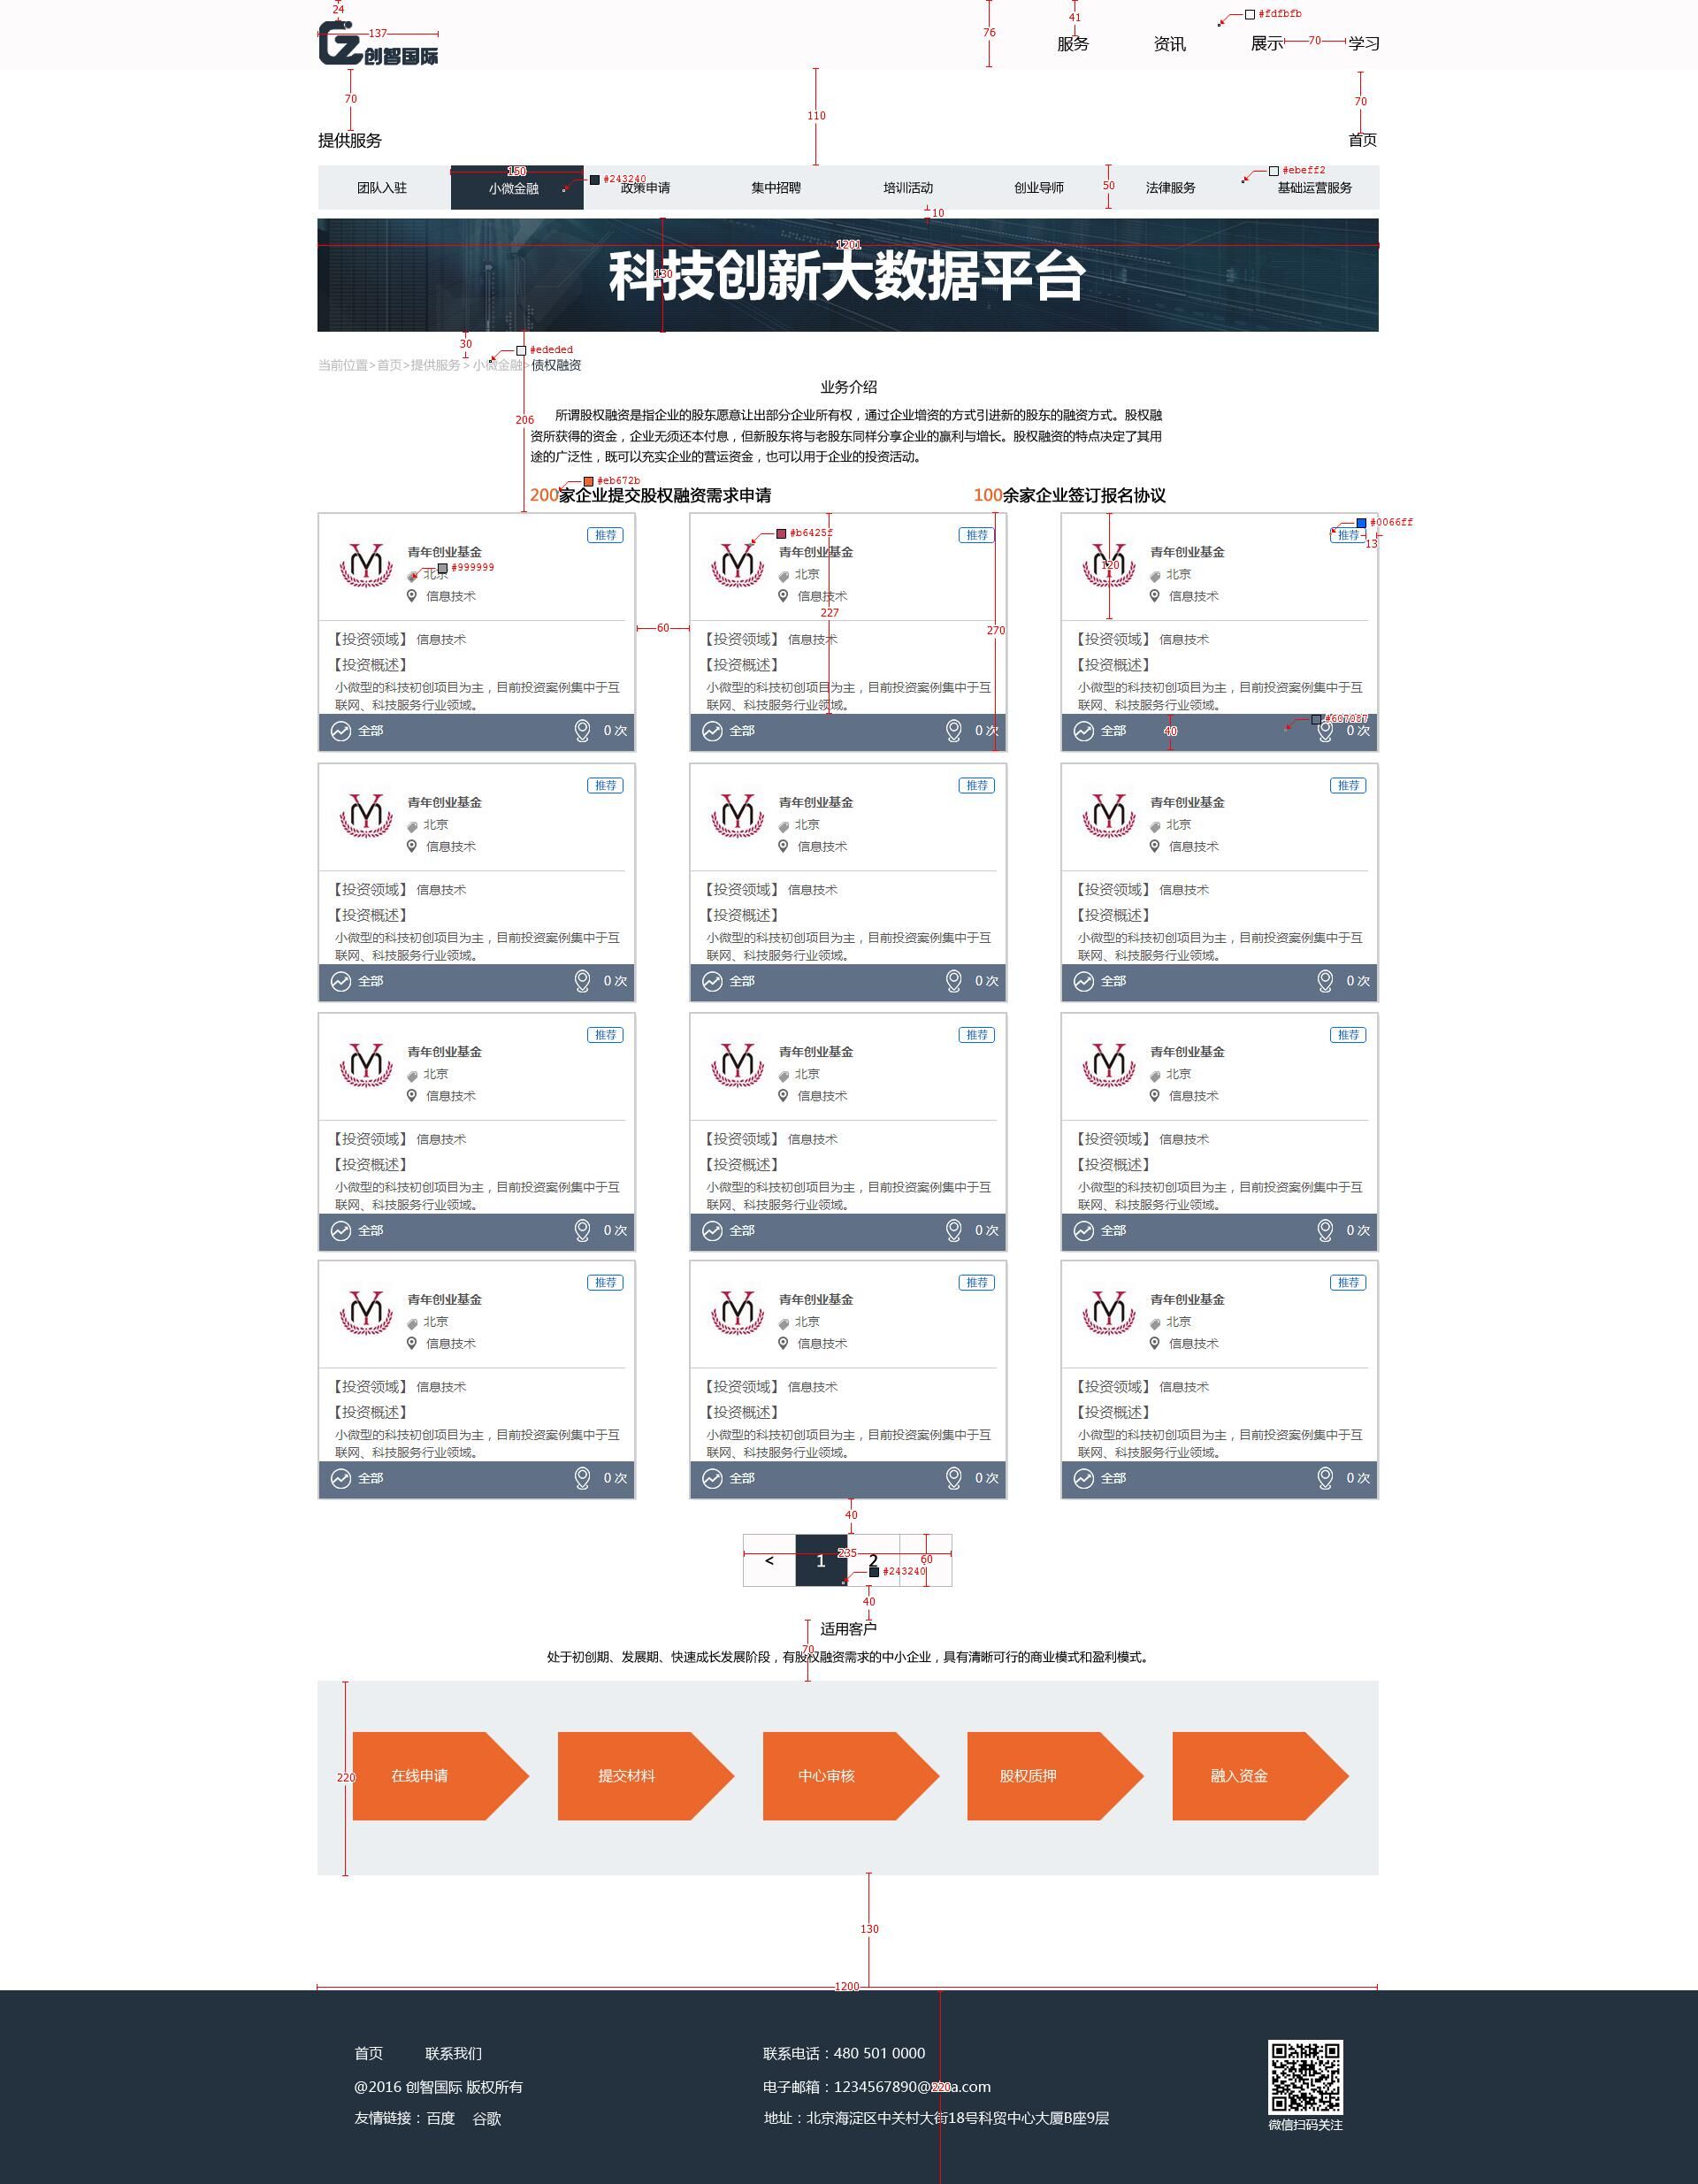 24
137
创智国际
76
41
#fdfbfb
服务 资讯 展示 70 学习
70
110
70
提供服务 首页
150
#243240
#ebeff2
团队入驻 小微金融 政策申请 集中招聘 培训活动 创业导师 50 法律服务 基础运营服务
10
1201
科技创新大数据平台
130
30
#ededed
当前位置>首页>提供服务 > 小微金融>债权融资
业务介绍
206
所谓股权融资是指企业的股东愿意让出部分企业所有权，通过企业增资的方式引进新的股东的融资方式。股权融
资所获得的资金，企业无须还本付息，但新股东将与老股东同样分享企业的赢利与增长。股权融资的特点决定了其用
途的广泛性，既可以充实企业的营运资金，也可以用于企业的投资活动。
#eb672b
200家企业提交股权融资需求申请 100余家企业签订报名协议
推荐
青年创业基金
#999999
北京
信息技术
【投资领域】 信息技术
【投资概述】
小微型的科技初创项目为主，目前投资案例集中于互
联网、科技服务行业领域。
全部 0 次
60
#b6425f
推荐
青年创业基金
北京
信息技术
227
270
【投资领域】 信息技术
【投资概述】
小微型的科技初创项目为主，目前投资案例集中于互
联网、科技服务行业领域。
全部 0 次
#0066ff
推荐
13
青年创业基金
120
北京
信息技术
【投资领域】 信息技术
【投资概述】
小微型的科技初创项目为主，目前投资案例集中于互
联网、科技服务行业领域。
40
全部 0 次
推荐
青年创业基金
北京
信息技术
【投资领域】 信息技术
【投资概述】
小微型的科技初创项目为主，目前投资案例集中于互
联网、科技服务行业领域。
全部 0 次
推荐
青年创业基金
北京
信息技术
【投资领域】 信息技术
【投资概述】
小微型的科技初创项目为主，目前投资案例集中于互
联网、科技服务行业领域。
全部 0 次
推荐
青年创业基金
北京
信息技术
【投资领域】 信息技术
【投资概述】
小微型的科技初创项目为主，目前投资案例集中于互
联网、科技服务行业领域。
全部 0 次
推荐
青年创业基金
北京
信息技术
【投资领域】 信息技术
【投资概述】
小微型的科技初创项目为主，目前投资案例集中于互
联网、科技服务行业领域。
全部 0 次
推荐
青年创业基金
北京
信息技术
【投资领域】 信息技术
【投资概述】
小微型的科技初创项目为主，目前投资案例集中于互
联网、科技服务行业领域。
全部 0 次
推荐
青年创业基金
北京
信息技术
【投资领域】 信息技术
【投资概述】
小微型的科技初创项目为主，目前投资案例集中于互
联网、科技服务行业领域。
全部 0 次
推荐
青年创业基金
北京
信息技术
【投资领域】 信息技术
【投资概述】
小微型的科技初创项目为主，目前投资案例集中于互
联网、科技服务行业领域。
全部 0 次
推荐
青年创业基金
北京
信息技术
【投资领域】 信息技术
【投资概述】
小微型的科技初创项目为主，目前投资案例集中于互
联网、科技服务行业领域。
全部 0 次
推荐
青年创业基金
北京
信息技术
【投资领域】 信息技术
【投资概述】
小微型的科技初创项目为主，目前投资案例集中于互
联网、科技服务行业领域。
全部 0 次
40
235
< 1 2 60
#243240
40
适用客户
70
处于初创期、发展期、快速成长发展阶段，有股权融资需求的中小企业，具有清晰可行的商业模式和盈利模式。
220
在线申请 提交材料 中心审核 股权质押 融入资金
130
1200
首页 联系我们 联系电话：480 501 0000
@2016 创智国际 版权所有 电子邮箱：1234567890@
220
友情链接：百度 谷歌 地址：北京海淀区中关村大街18号科贸中心大厦B座9层
微信扫码关注